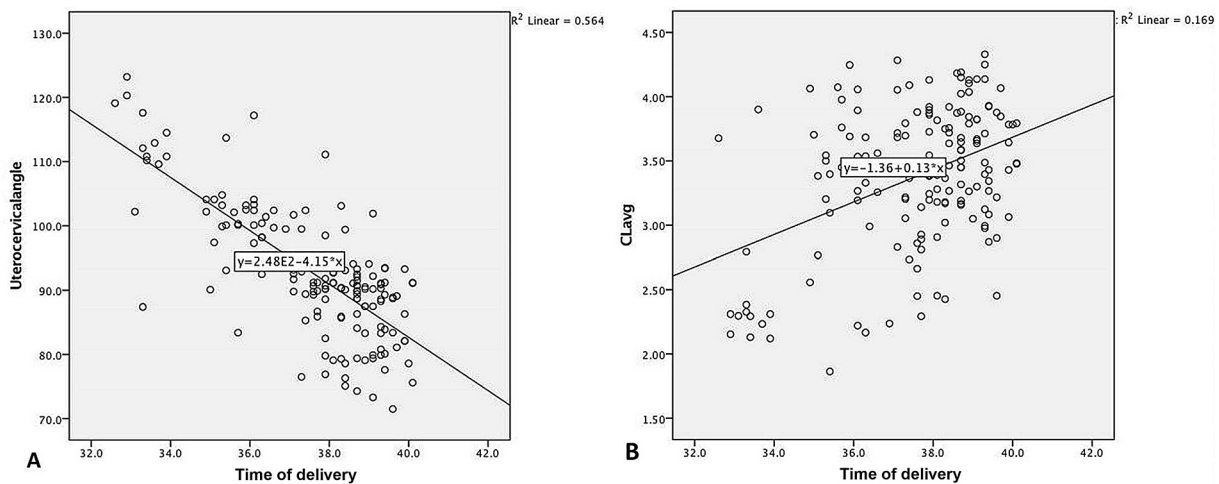 R² Linear = 0.564
130.0
120.0
110.0
100.0
90.0
80.0
70.0
Uterocervicalangle
y=2.48E2-4.15*x
32.0 34.0 36.0 38.0 40.0 42.0
Time of delivery
A
: R² Linear = 0.169
4.50
4.00
3.50
3.00
2.50
2.00
1.50
CLavg
y=-1.36+0.13*x
32.0 34.0 36.0 38.0 40.0 42.0
Time of delivery
B